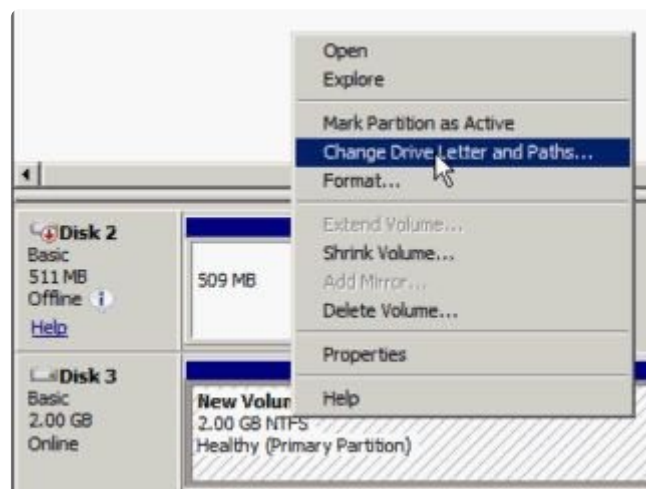 Open
Explore
Mark Partition as Active
Change Drive Letter and Paths...
Format...
Extend Volume...
Shrink Volume...
Add Mirror...
Delete Volume...
Properties
Help
Disk 2
Basic
511 MB
Offline
Help
509 MB
Disk 3
Basic
2.00 GB
Online
New Volun
2.00 GB NTFS
Healthy (Primary Partition)